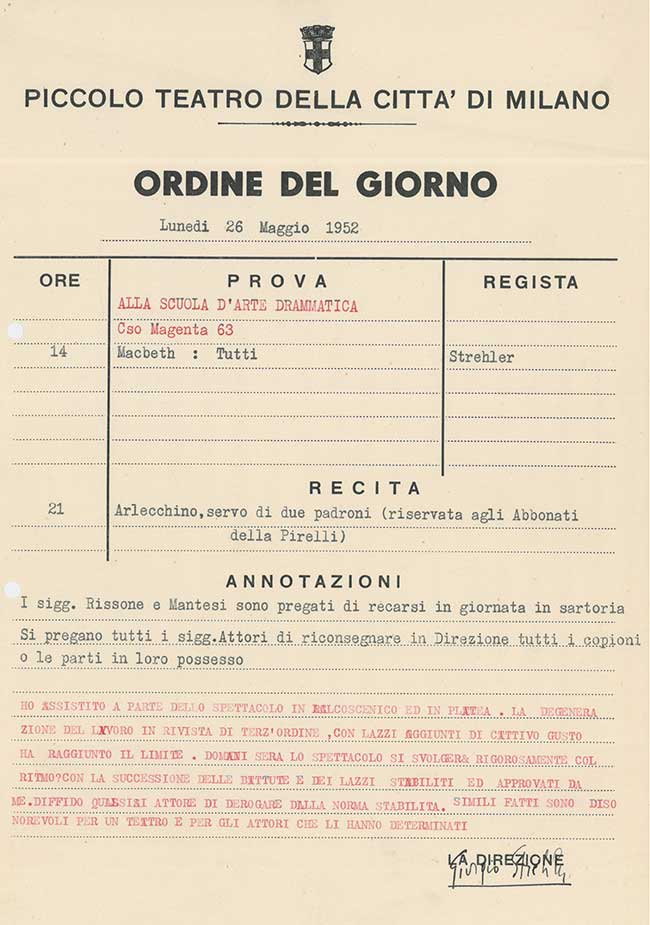 PICCOLO TEATRO DELLA CITTA' DI MILANO
ORDINE DEL GIORNO
Lunedi 26 Maggio 1952
ORE PROVA REGISTA
ALLA SCUOLA D'ARTE DRAMMATICA
Cso Magenta 63
14 Macbeth : Tutti Strehler
RECITA
21 Arlecchino,servo di due padroni (riservata agli Abbonati
della Pirelli)
ANNOTAZIONI
I sigg. Rissone e Mantesi sono pregati di recarsi in giornata in sartoria
Si pregano tutti i sigg.Attori di riconsegnare in Direzione tutti i copioni
o le parti in loro possesso
HO ASSISTITO A PARTE DELLO SPETTACOLO IN PALCOSCENICO ED IN PLATEA . LA DEGENERA
ZIONE DEL LAVORO IN RIVISTA DI TERZ'ORDINE ,CON LAZZI AGGIUNTI DI CATTIVO GUSTO
HA RAGGIUNTO IL LIMITE . DOMANI SERA LO SPETTACOLO SI SVOLGER& RIGOROSAMENTE COL
RITMO?CON LA SUCCESSIONE DELLE BATTUTE E DEI LAZZI STABILITI ED APPROVATI DA
ME.DIFFIDO QUALSIASI ATTORE DI DEROGARE DALLA NORMA STABILITA. SIMILI FATTI SONO DISO
NOREVOLI PER UN TEATRO E PER GLI ATTORI CHE LI HANNO DETERMINATI
LA DIREZIONE
Giorgio Strehler